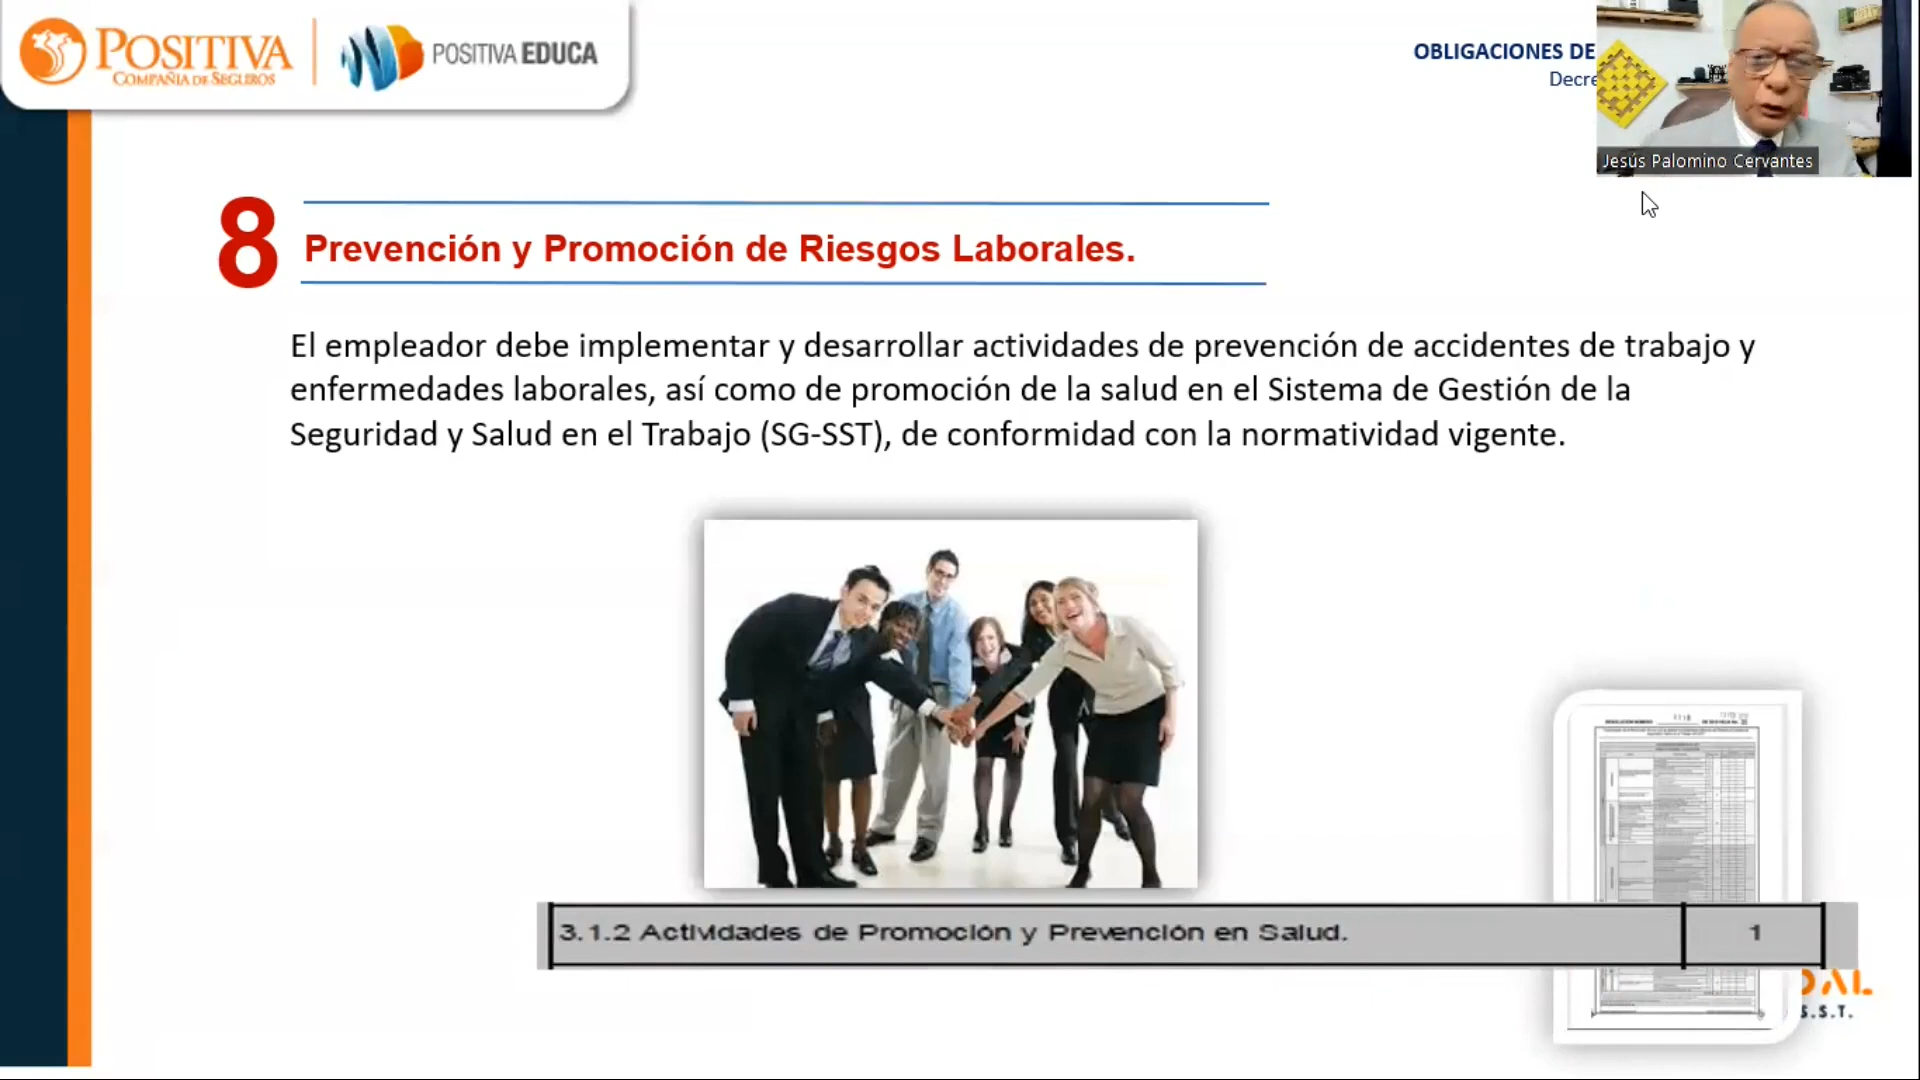 POSITIVA
COMPAÑIA DE SEGUROS
POSITIVA EDUCA
OBLIGACIONES DE
Decre
Jesús Palomino Cervantes
8
Prevención y Promoción de Riesgos Laborales.
El empleador debe implementar y desarrollar actividades de prevención de accidentes de trabajo y
enfermedades laborales, así como de promoción de la salud en el Sistema de Gestión de la
Seguridad y Salud en el Trabajo (SG-SST), de conformidad con la normatividad vigente.
3.1.2 Actividades de Promoción y Prevención en Salud. 1
S.S.T.